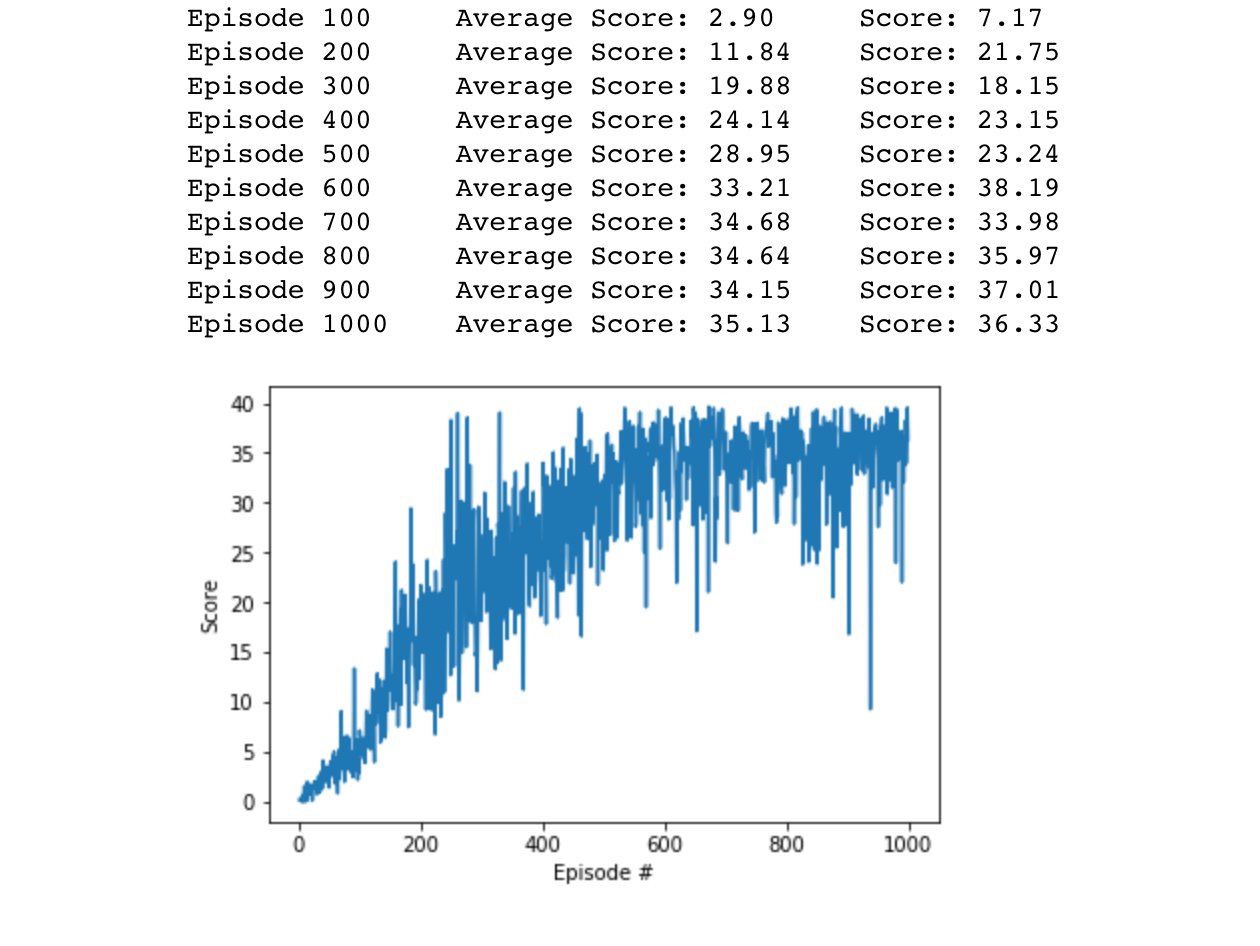 Episode 100 Average Score: 2.90 Score: 7.17
Episode 200 Average Score: 11.84 Score: 21.75
Episode 300 Average Score: 19.88 Score: 18.15
Episode 400 Average Score: 24.14 Score: 23.15
Episode 500 Average Score: 28.95 Score: 23.24
Episode 600 Average Score: 33.21 Score: 38.19
Episode 700 Average Score: 34.68 Score: 33.98
Episode 800 Average Score: 34.64 Score: 35.97
Episode 900 Average Score: 34.15 Score: 37.01
Episode 1000 Average Score: 35.13 Score: 36.33
40
35
30
25
20
15
10
5
0
Score
0 200 400 600 800 1000
Episode #